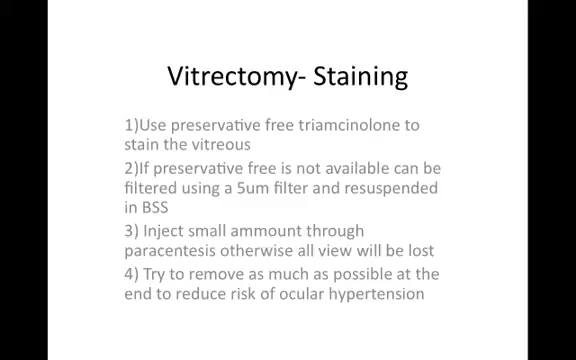 Vitrectomy- Staining
1)Use preservative free triamcinolone to
stain the vitreous
2)If preservative free is not available can be
filtered using a 5um filter and resuspended
in BSS
3) Inject small ammount through
paracentesis otherwise all view will be lost
4) Try to remove as much as possible at the
end to reduce risk of ocular hypertension